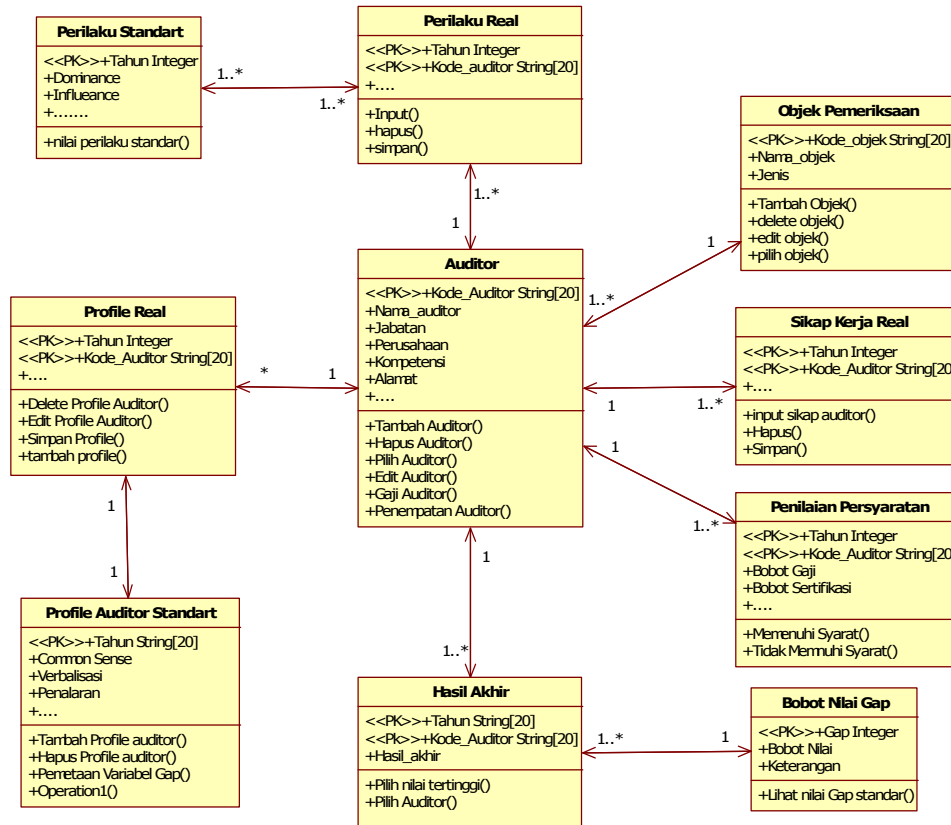 Perilaku Standart
<<PK>>+Tahun Integer
+Dominance
+Influeance
+.......
+nilai perilaku standar()
1..*
1..*
Perilaku Real
<<PK>>+Tahun Integer
<<PK>>+Kode_auditor String[20]
+....
+Input()
+hapus()
+simpan()
1..*
1
Objek Pemeriksaan
<<PK>>+Kode_objek String[20]
+Nama_objek
+Jenis
+Tambah Objek()
+delete objek()
+edit objek()
+pilih objek()
1
1..*
Auditor
<<PK>>+Kode_Auditor String[20]
+Nama_auditor
+Jabatan
+Perusahaan
+Kompetensi
+Alamat
+....
+Tambah Auditor()
+Hapus Auditor()
+Pilih Auditor()
+Edit Auditor()
+Gaji Auditor()
+Penempatan Auditor()
Profile Real
<<PK>>+Tahun Integer
<<PK>>+Kode_Auditor String[20]
+....
+Delete Profile Auditor()
+Edit Profile Auditor()
+Simpan Profile()
+tambah profile()
*
1
Sikap Kerja Real
<<PK>>+Tahun Integer
<<PK>>+Kode_Auditor String[20
+....
+input sikap auditor()
+Hapus()
+Simpan()
1
1..*
1
1..*
Penilaian Persyaratan
<<PK>>+Tahun Integer
<<PK>>+Kode_Auditor String[20
+Bobot Gaji
+Bobot Sertifikasi
+....
+Memenuhi Syarat()
+Tidak Memnuhi Syarat()
1
1
1
1..*
Profile Auditor Standart
<<PK>>+Tahun String[20]
+Common Sense
+Verbalisasi
+Penalaran
+....
+Tambah Profile auditor()
+Hapus Profile auditor()
+Pemetaan Variabel Gap()
+Operation1()
Hasil Akhir
<<PK>>+Tahun String[20]
<<PK>>+Kode_Auditor String[20]
+Hasil_akhir
+Pilih nilai tertinggi()
+Pilih Auditor()
1..*
1
Bobot Nilai Gap
<<PK>>+Gap Integer
+Bobot Nilai
+Keterangan
+Lihat nilai Gap standar()